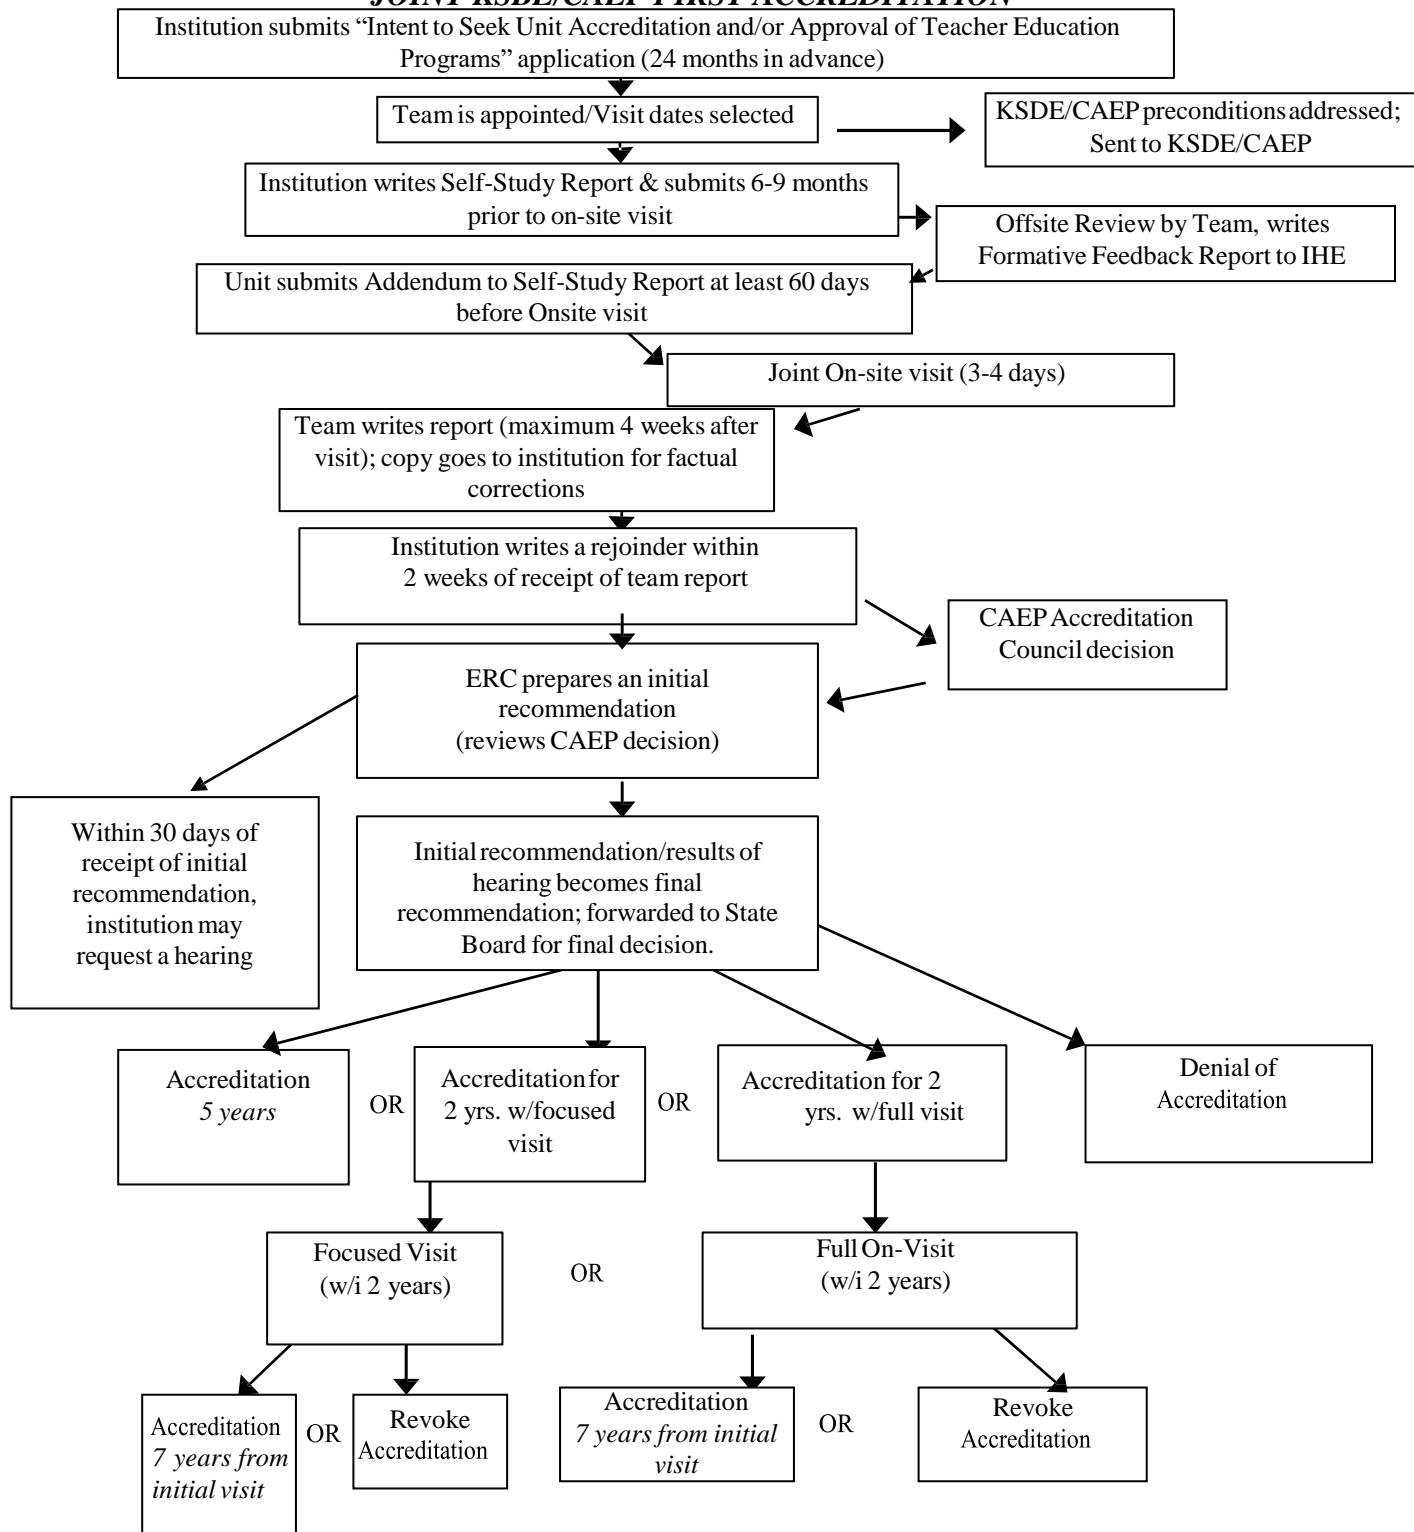 JOINT KSBE/CAEP FIRST ACCREDITATION
Institution submits “Intent to Seek Unit Accreditation and/or Approval of Teacher Education
Programs” application (24 months in advance)
Team is appointed/Visit dates selected
KSDE/CAEP preconditions addressed;
Sent to KSDE/CAEP
Institution writes Self-Study Report & submits 6-9 months
prior to on-site visit
Offsite Review by Team, writes
Formative Feedback Report to IHE
Unit submits Addendum to Self-Study Report at least 60 days
before Onsite visit
Joint On-site visit (3-4 days)
Team writes report (maximum 4 weeks after
visit); copy goes to institution for factual
corrections
Institution writes a rejoinder within
2 weeks of receipt of team report
CAEP Accreditation
Council decision
ERC prepares an initial
recommendation
(reviews CAEP decision)
Within 30 days of
receipt of initial
recommendation,
institution may
request a hearing
Initial recommendation/results of
hearing becomes final
recommendation; forwarded to State
Board for final decision.
Accreditation
5 years
OR
Accreditation for
2 yrs. w/focused
visit
OR
Accreditation for 2
yrs. w/full visit
Denial of
Accreditation
Focused Visit
(w/i 2 years)
OR
Full On-Visit
(w/i 2 years)
Accreditation
7 years from
initial visit
OR
Revoke
Accreditation
Accreditation
7 years from initial
visit
OR
Revoke
Accreditation